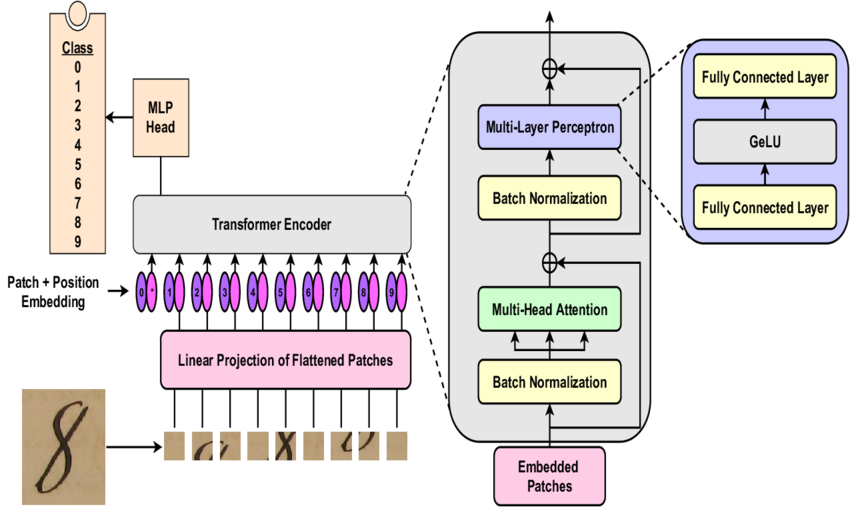 Class
0
1
2
3
4
5
6
7
8
9
MLP
Head
Transformer Encoder
Patch + Position
Embedding
0 * 1 2 3 4 5 6 7 8 9
Linear Projection of Flattened Patches
8
Multi-Layer Perceptron
Batch Normalization
Multi-Head Attention
Batch Normalization
Embedded
Patches
Fully Connected Layer
GeLU
Fully Connected Layer